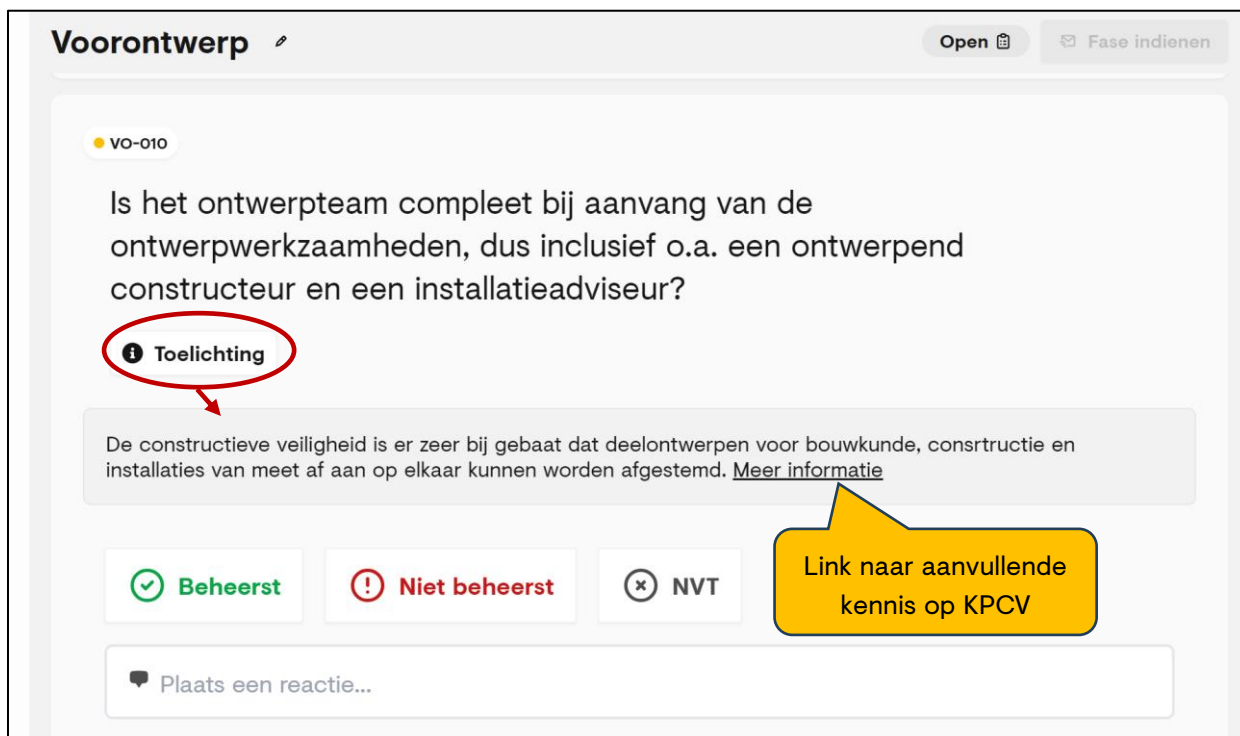 Voorontwerp
Open
Fase indienen
VO-010
Is het ontwerpteam compleet bij aanvang van de
ontwerpwerkzaamheden, dus inclusief o.a. een ontwerpend
constructeur en een installatieadviseur?
Toelichting
De constructieve veiligheid is er zeer bij gebaat dat deelontwerpen voor bouwkunde, consrtructie en
installaties van meet af aan op elkaar kunnen worden afgestemd. Meer informatie
Beheerst
Niet beheerst
NVT
Link naar aanvullende
kennis op KPCV
Plaats een reactie...